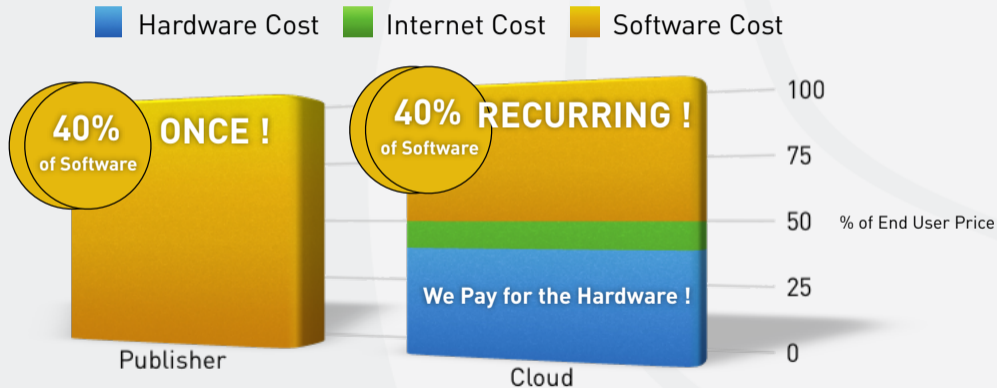 Hardware Cost
Internet Cost
Software Cost
40%
of Software
ONCE !
40%
of Software
RECURRING !
We Pay for the Hardware !
100
75
50
% of End User Price
25
0
Publisher
Cloud